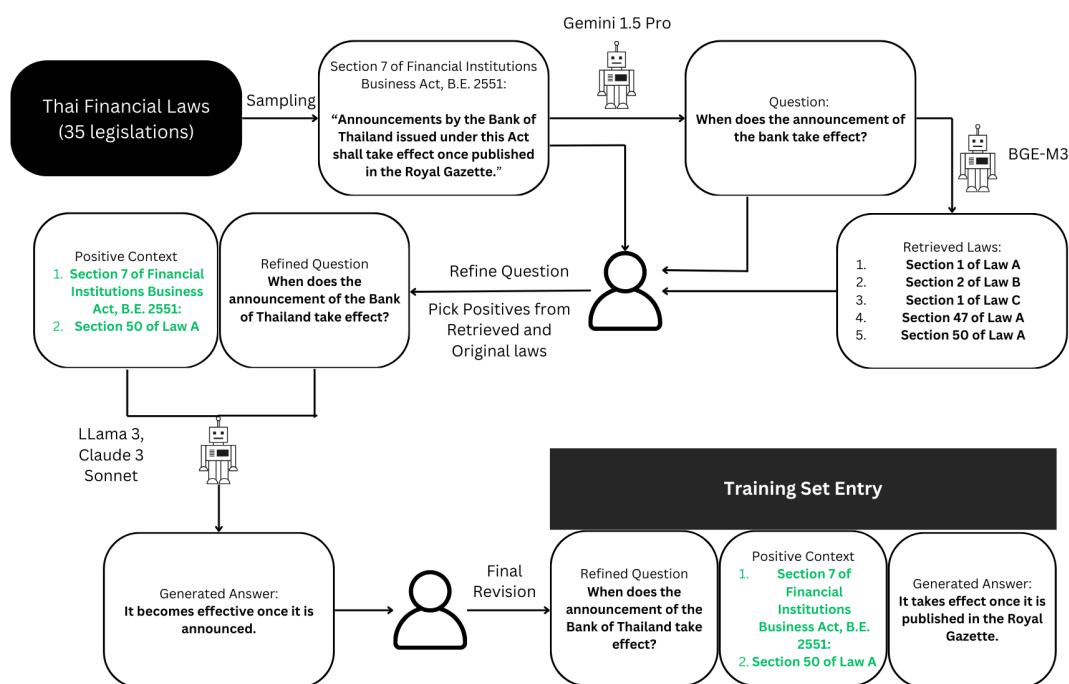 Gemini 1.5 Pro
Thai Financial Laws
(35 legislations)
Sampling
Section 7 of Financial Institutions
Business Act, B.E. 2551:
“Announcements by the Bank of
Thailand issued under this Act
shall take effect once published
in the Royal Gazette.”
Question:
When does the announcement of
the bank take effect?
BGE-M3
Retrieved Laws:
1. Section 1 of Law A
2. Section 2 of Law B
3. Section 1 of Law C
4. Section 47 of Law A
5. Section 50 of Law A
Refine Question
Pick Positives from
Retrieved and
Original laws
Positive Context
1. Section 7 of Financial
Institutions Business
Act, B.E. 2551:
2. Section 50 of Law A
Refined Question
When does the
announcement of the Bank
of Thailand take effect?
LLama 3,
Claude 3
Sonnet
Generated Answer:
It becomes effective once it is
announced.
Final
Revision
Training Set Entry
Refined Question
When does the
announcement of the
Bank of Thailand take
effect?
Positive Context
1. Section 7 of
Financial
Institutions
Business Act, B.E.
2551:
2. Section 50 of Law A
Generated Answer:
It takes effect once it is
published in the Royal
Gazette.